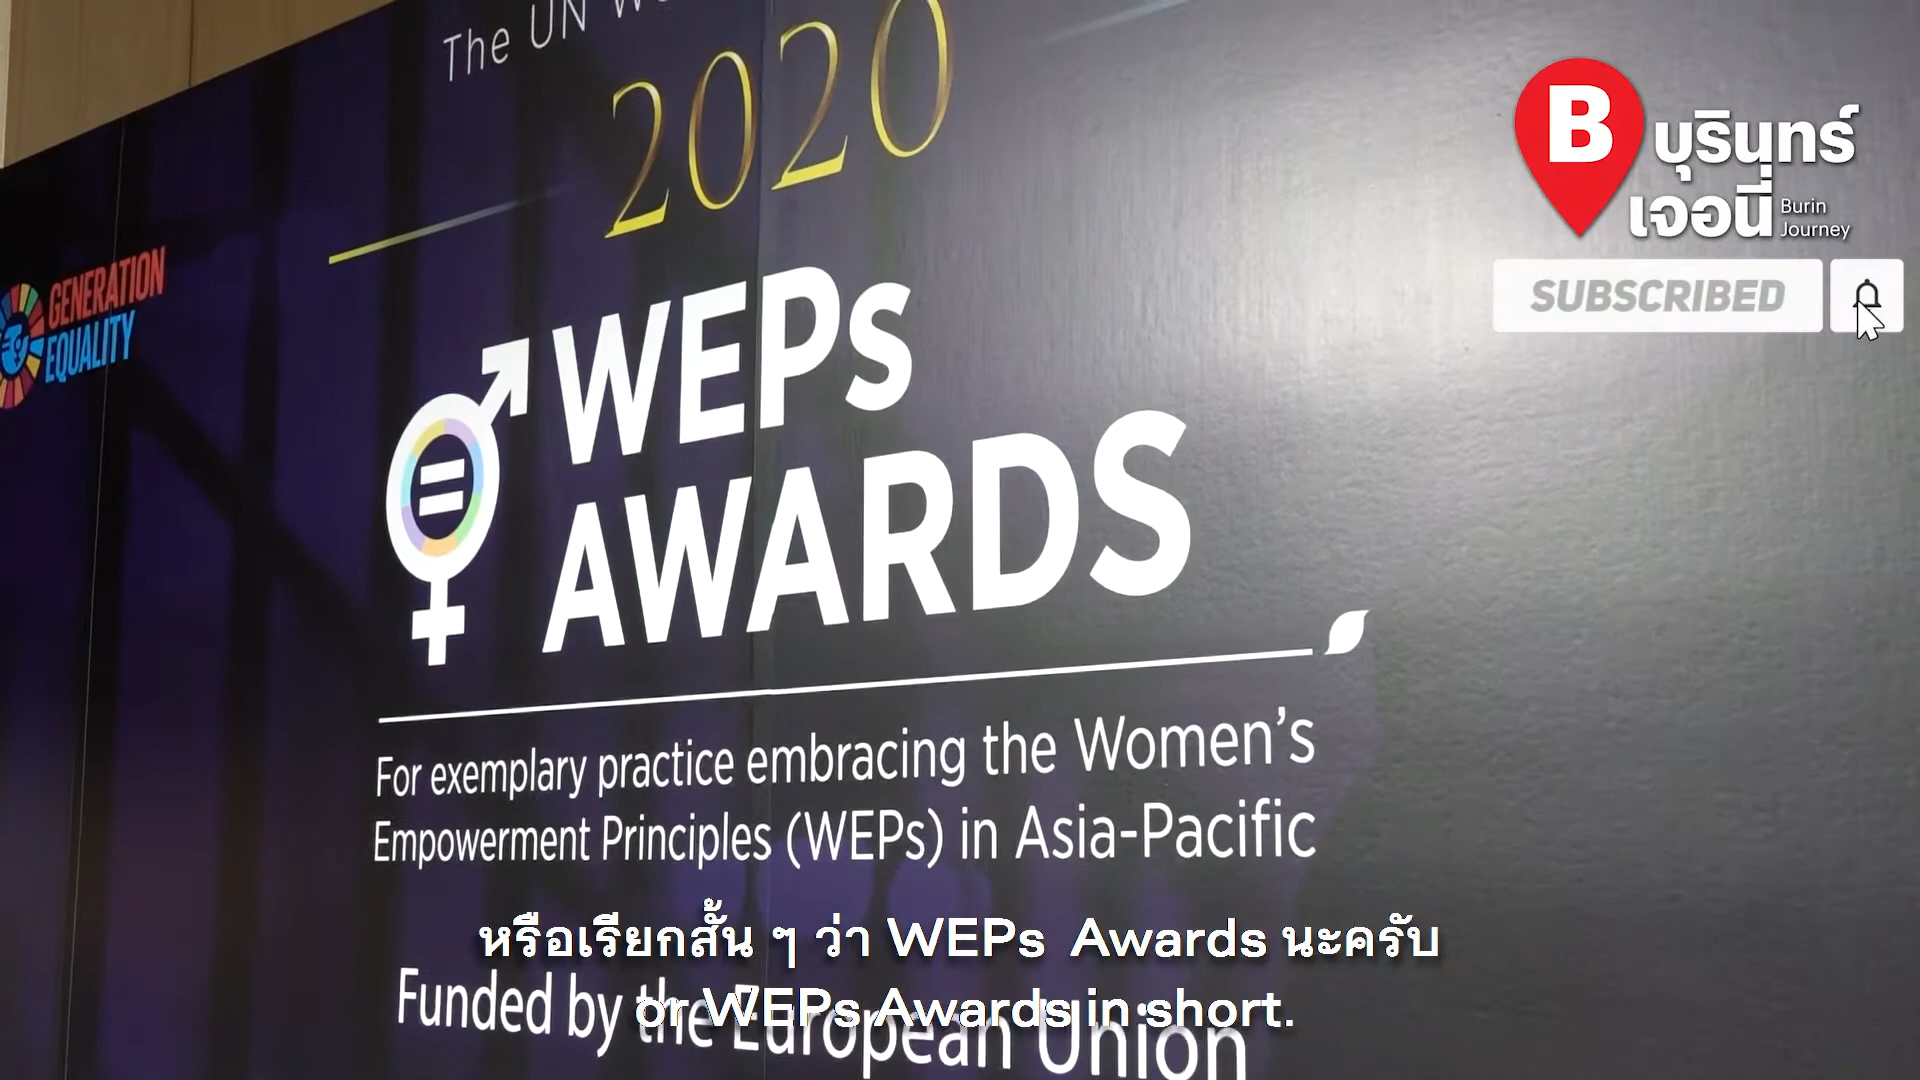 The UN
2020
GENERATION
EQUALITY
WEPs
AWARDS
For exemplary practice embracing the Women's
Empowerment Principles (WEPs) in Asia-Pacific
Funded by the European Union
B
บุรินทร์
เจอนี่
Burin
Journey
SUBSCRIBED
หรือเรียกสั้น ๆ ว่า WEPs Awards นะครับ
or WEPs Awards in short.